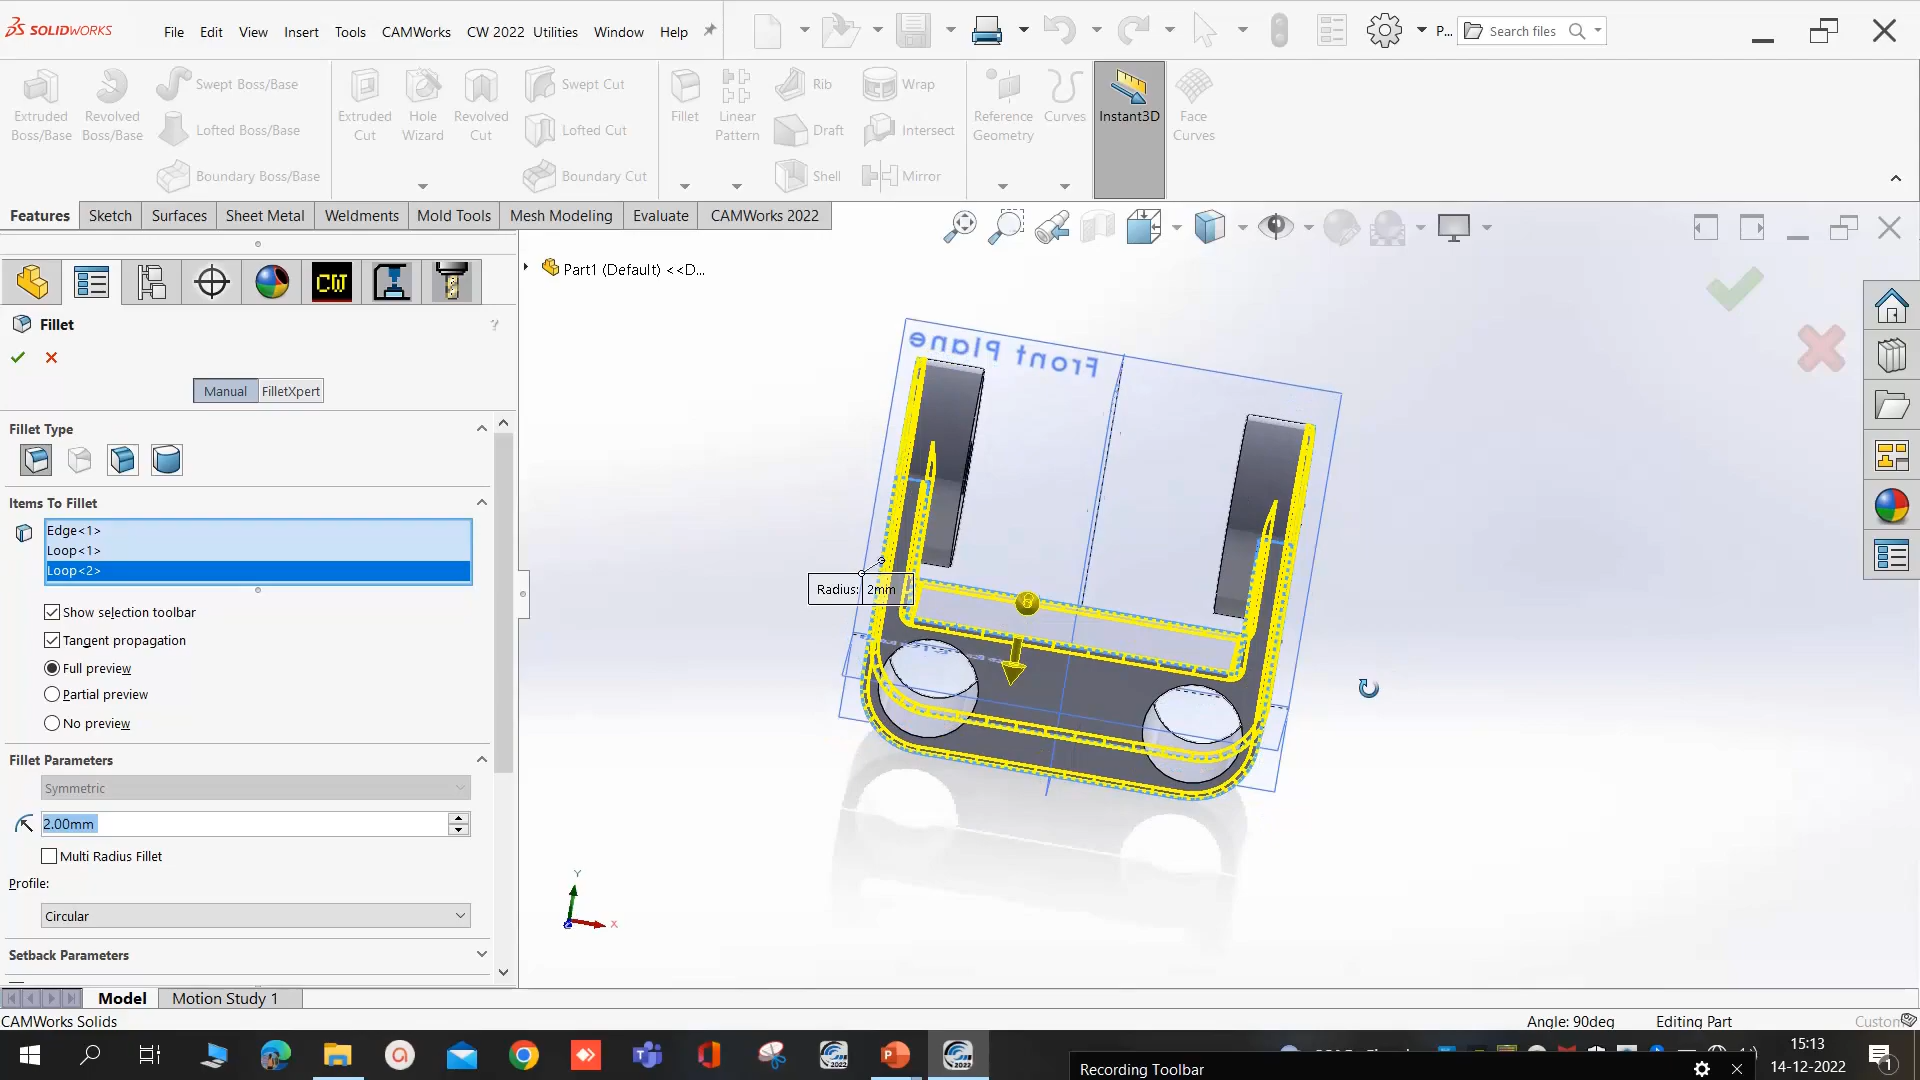 SOLIDWORKS
File Edit View Insert Tools CAMWorks CW 2022 Utilities Window Help
P...
Search files
Extruded Boss/Base
Revolved Boss/Base
Swept Boss/Base
Lofted Boss/Base
Boundary Boss/Base
Extruded Cut
Hole Wizard
Revolved Cut
Swept Cut
Lofted Cut
Boundary Cut
Fillet
Linear Pattern
Rib
Draft
Shell
Wrap
Intersect
Mirror
Reference Geometry
Curves
Instant3D
Face Curves
Features Sketch Surfaces Sheet Metal Weldments Mold Tools Mesh Modeling Evaluate CAMWorks 2022
CW
Part1 (Default) <<D...
Fillet
?
Manual FilletXpert
Fillet Type
Items To Fillet
Edge<1>
Loop<1>
Loop<2>
Show selection toolbar
Tangent propagation
Full preview
Partial preview
No preview
Fillet Parameters
Symmetric
2.00mm
Multi Radius Fillet
Profile:
Circular
Setback Parameters
Front Plane
Radius: 2mm
Y
X
Model Motion Study 1
CAMWorks Solids
Angle: 90deg
Editing Part
Custom
2022
2022
15:13
14-12-2022
1
Recording Toolbar